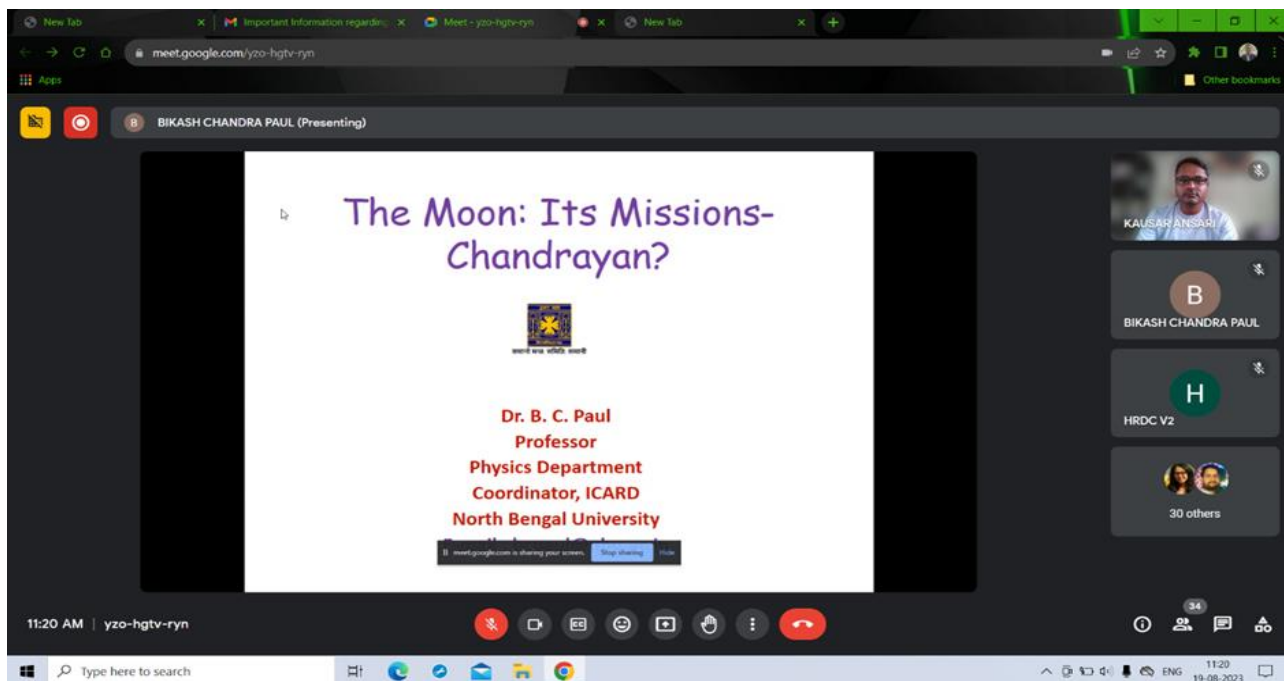 New Tab
Important Information regarding
Meet - yzo-hgtv-ryn
New Tab
meet.google.com/yzo-hgtv-ryn
Apps
Other bookmarks
B
BIKASH CHANDRA PAUL (Presenting)
The Moon: Its Missions-
Chandrayan?
Dr. B. C. Paul
Professor
Physics Department
Coordinator, ICARD
North Bengal University
meet.google.com is sharing your screen.
Stop sharing
Hide
KAUSAR ANSARI
B
BIKASH CHANDRA PAUL
H
HRDC V2
30 others
11:20 AM | yzo-hgtv-ryn
CC
34
Type here to search
ENG
11:20
19-08-2023